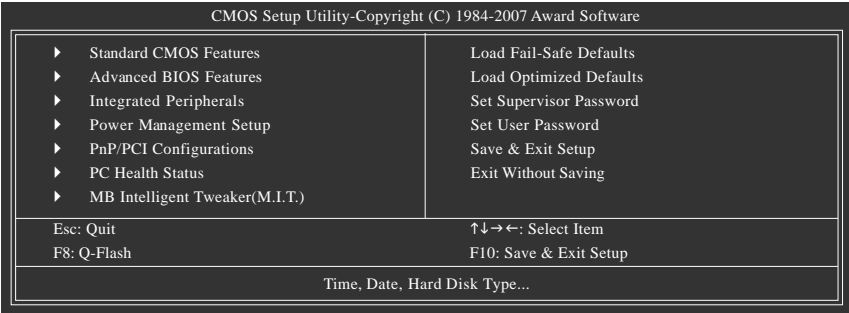 CMOS Setup Utility-Copyright (C) 1984-2007 Award Software
Standard CMOS Features
Advanced BIOS Features
Integrated Peripherals
Power Management Setup
PnP/PCI Configurations
PC Health Status
MB Intelligent Tweaker(M.I.T.)
Load Fail-Safe Defaults
Load Optimized Defaults
Set Supervisor Password
Set User Password
Save & Exit Setup
Exit Without Saving
Esc: Quit
↑↓→←: Select Item
F8: Q-Flash
F10: Save & Exit Setup
Time, Date, Hard Disk Type...